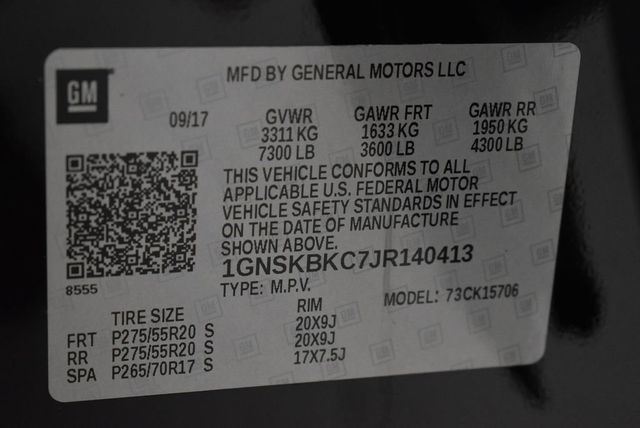 GM
MFD BY GENERAL MOTORS LLC
09/17 GVWR GAWR FRT GAWR RR
3311 KG 1633 KG 1950 KG
7300 LB 3600 LB 4300 LB
THIS VEHICLE CONFORMS TO ALL
APPLICABLE U.S. FEDERAL MOTOR
VEHICLE SAFETY STANDARDS IN EFFECT
ON THE DATE OF MANUFACTURE
SHOWN ABOVE.
1GNSKBKC7JR140413
8555
TYPE: M.P.V. MODEL: 73CK15706
TIRE SIZE RIM
FRT P275/55R20 S 20X9J
RR P275/55R20 S 20X9J
SPA P265/70R17 S 17X7.5J